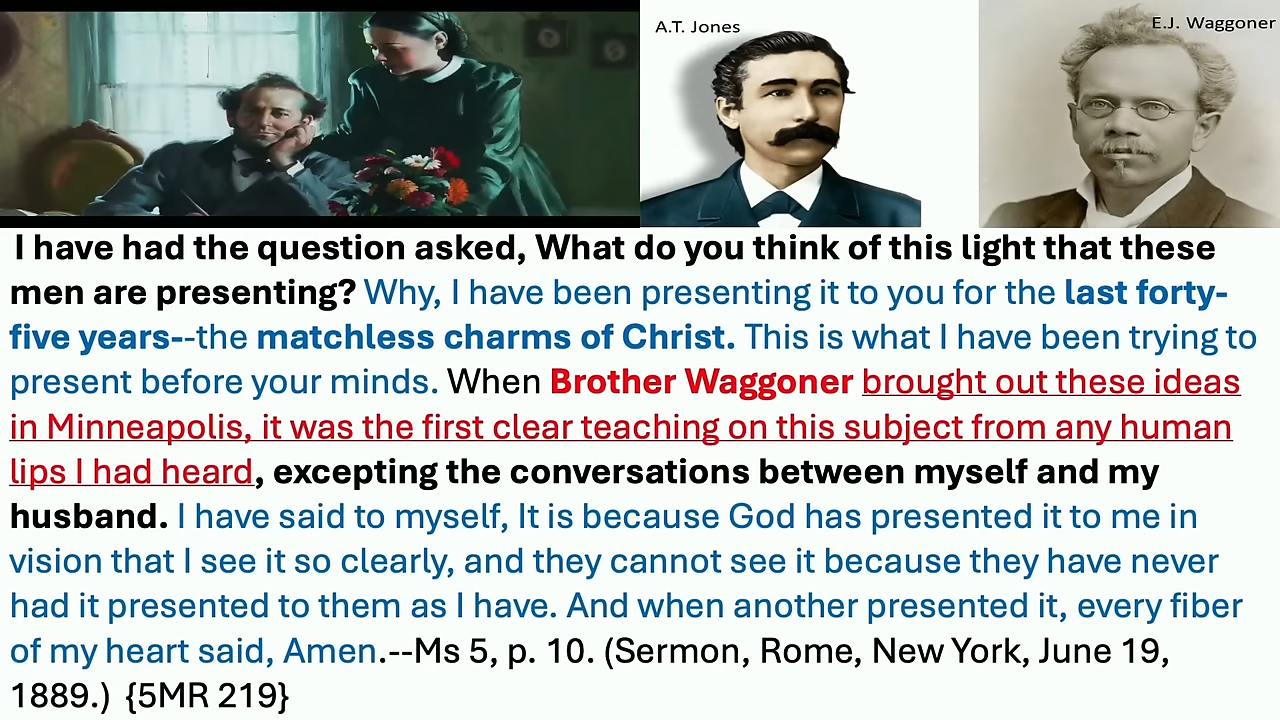 A.T. Jones
E.J. Waggoner
I have had the question asked, What do you think of this light that these
men are presenting? Why, I have been presenting it to you for the last forty-
five years--the matchless charms of Christ. This is what I have been trying to
present before your minds. When Brother Waggoner brought out these ideas
in Minneapolis, it was the first clear teaching on this subject from any human
lips I had heard, excepting the conversations between myself and my
husband. I have said to myself, It is because God has presented it to me in
vision that I see it so clearly, and they cannot see it because they have never
had it presented to them as I have. And when another presented it, every fiber
of my heart said, Amen.--Ms 5, p. 10. (Sermon, Rome, New York, June 19,
1889.) {5MR 219}